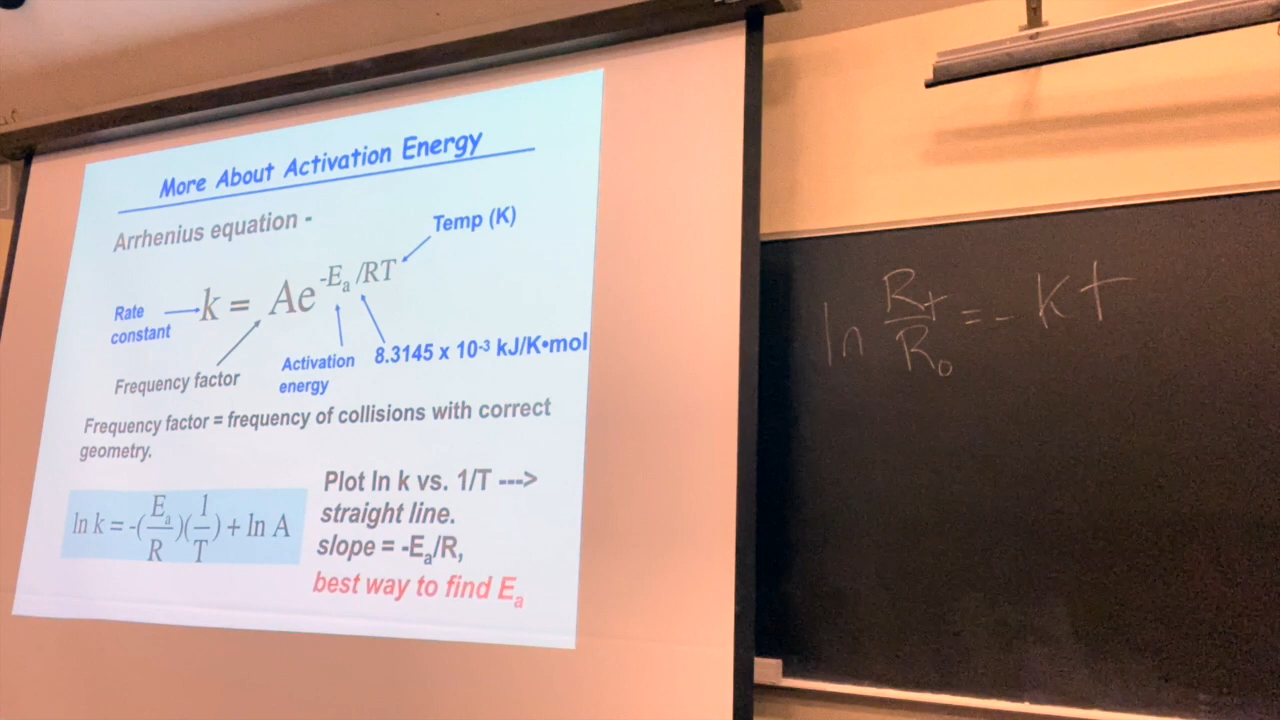 More About Activation Energy
Arrhenius equation -
Temp (K)
Rate constant
k = Ae^-Ea/RT
Activation energy
8.3145 x 10-3 kJ/K•mol
Frequency factor
Frequency factor = frequency of collisions with correct
geometry.
ln k = -(Ea/R)(1/T) + ln A
Plot ln k vs. 1/T --->
straight line.
slope = -Ea/R,
best way to find Ea
ln Rt/R0 = - kt